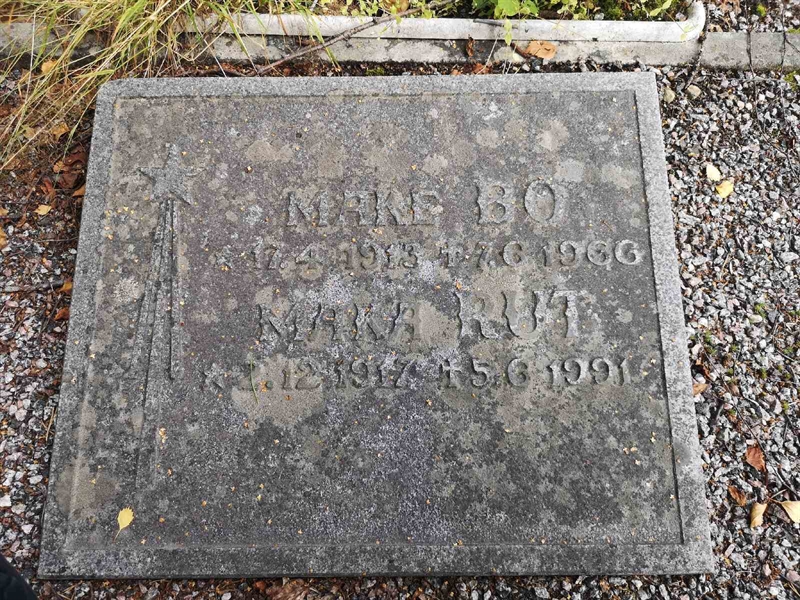 MAKE BO
* 17.4 1913 † 7.6 1966
MAKA RUT
* 1.12 1917 † 5.6 1991